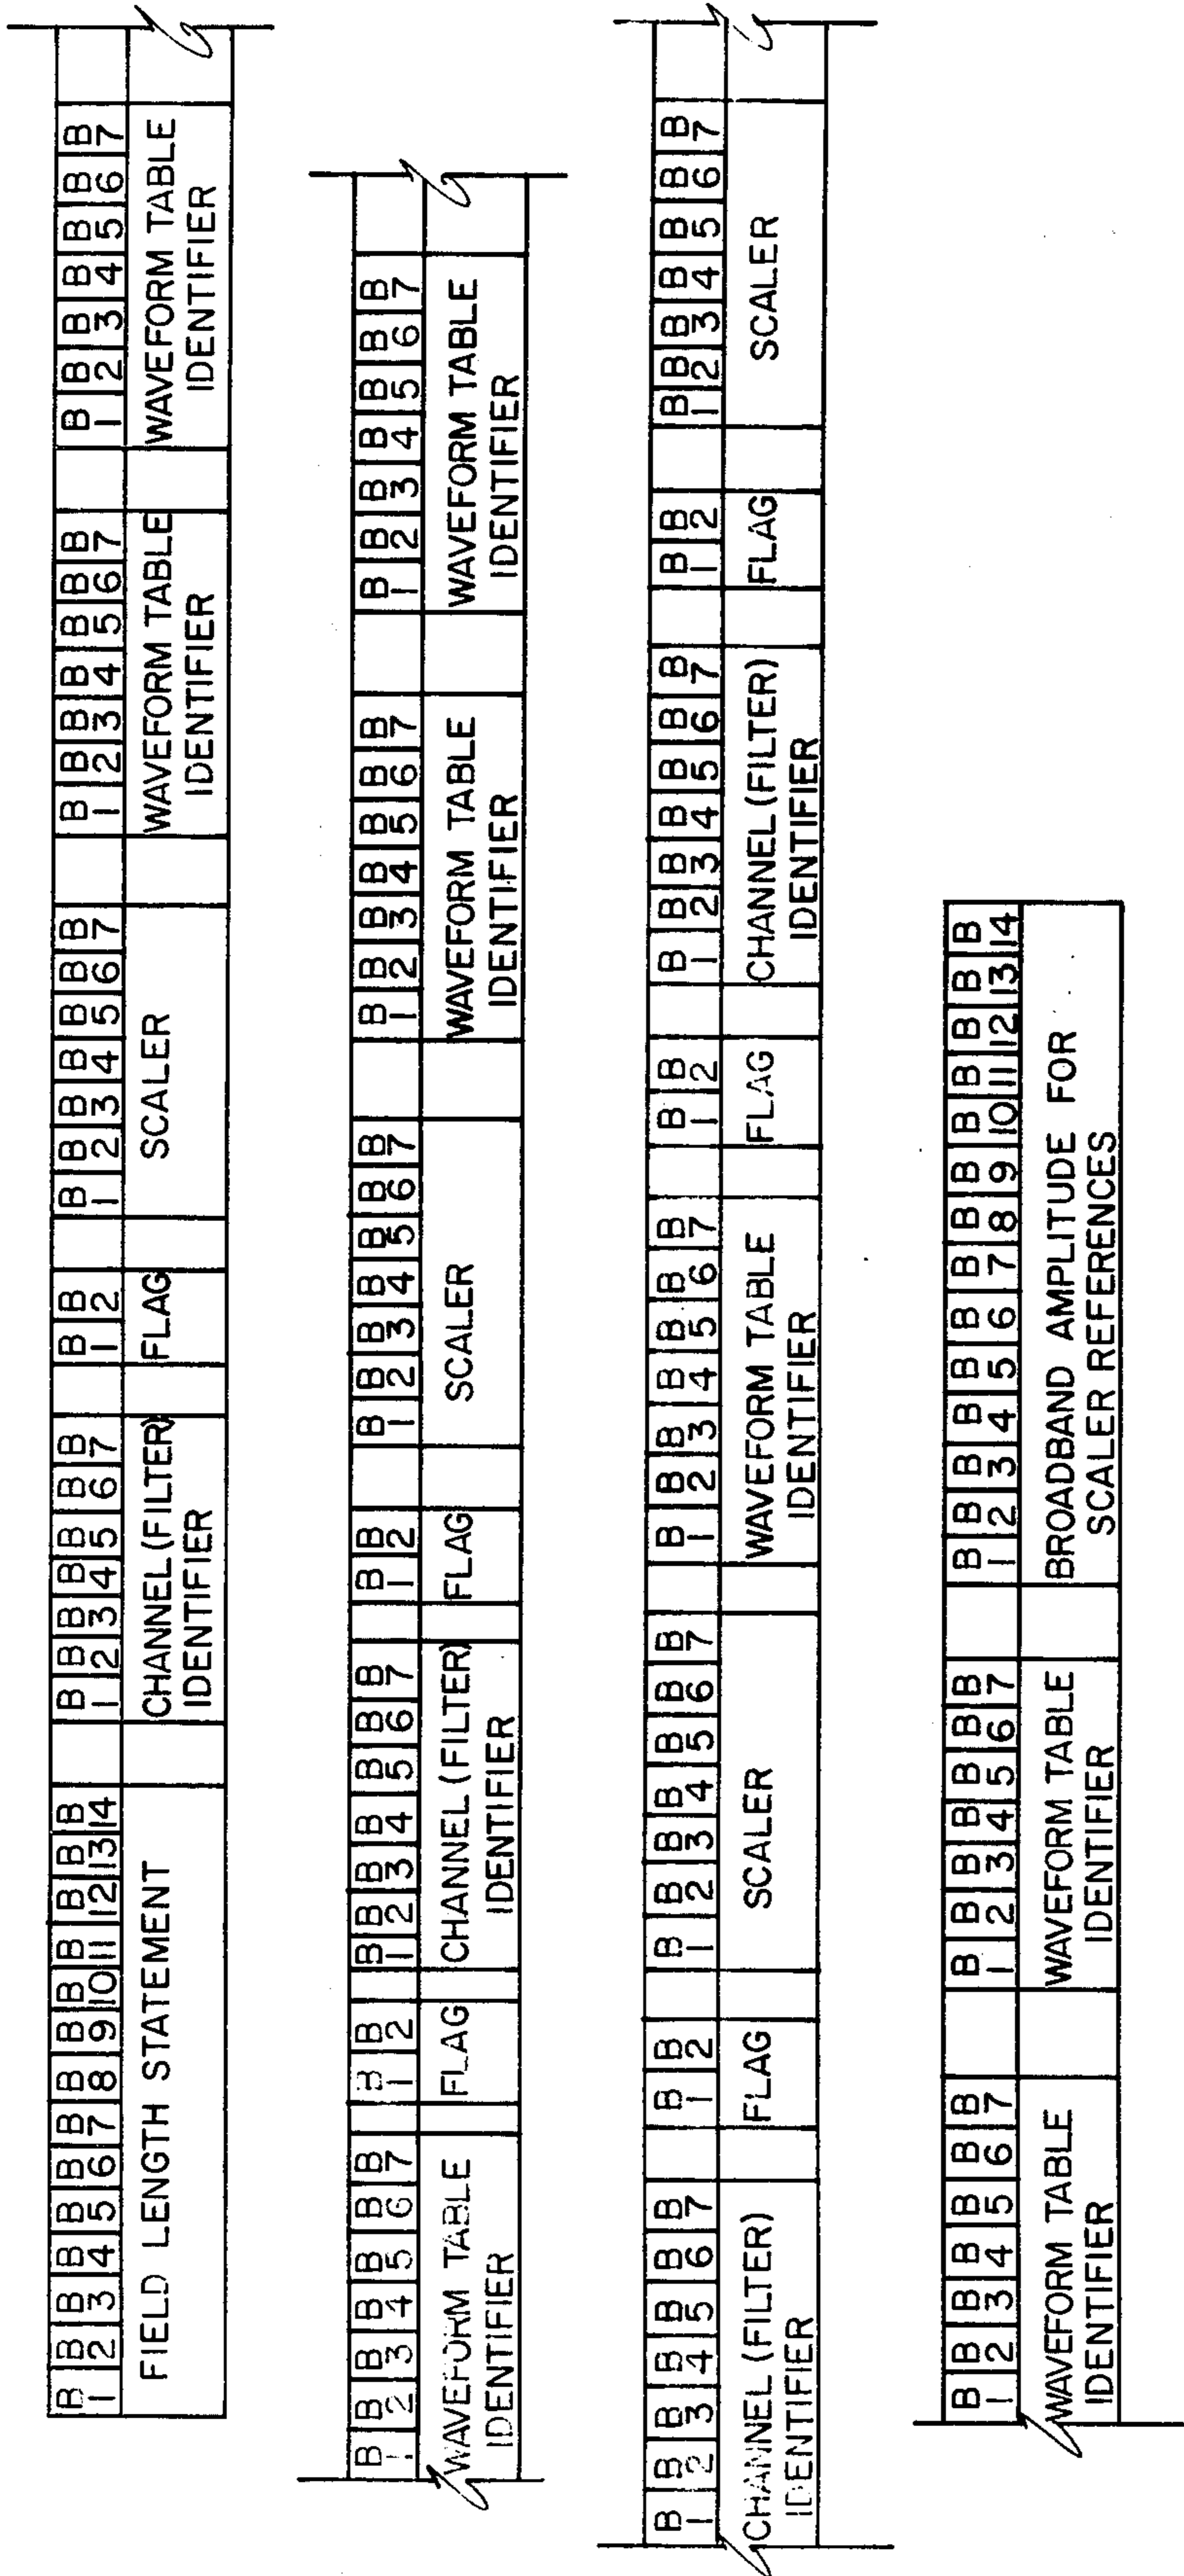 B B B B B B B B B B B B B B
1 2 3 4 5 6 7 8 9 10 11 12 13 14
FIELD LENGTH STATEMENT
B B B B B B B
1 2 3 4 5 6 7
CHANNEL (FILTER)
IDENTIFIER
B B
1 2
FLAG
B B B B B B B
1 2 3 4 5 6 7
SCALER
B B B B B B B
1 2 3 4 5 6 7
WAVEFORM TABLE
IDENTIFIER
B B B B B B B
1 2 3 4 5 6 7
WAVEFORM TABLE
IDENTIFIER
B B B B B B B
1 2 3 4 5 6 7
WAVEFORM TABLE
IDENTIFIER
B B
1 2
FLAG
B B B B B B B
1 2 3 4 5 6 7
CHANNEL (FILTER)
IDENTIFIER
B B
1 2
FLAG
B B B B B B B
1 2 3 4 5 6 7
SCALER
B B B B B B B
1 2 3 4 5 6 7
WAVEFORM TABLE
IDENTIFIER
B B B B B B B
1 2 3 4 5 6 7
WAVEFORM TABLE
IDENTIFIER
B B B B B B B
1 2 3 4 5 6 7
CHANNEL (FILTER)
IDENTIFIER
B B
1 2
FLAG
B B B B B B B
1 2 3 4 5 6 7
SCALER
B B B B B B B
1 2 3 4 5 6 7
WAVEFORM TABLE
IDENTIFIER
B B
1 2
FLAG
B B B B B B B
1 2 3 4 5 6 7
CHANNEL (FILTER)
IDENTIFIER
B B
1 2
FLAG
B B B B B B B
1 2 3 4 5 6 7
SCALER
B B B B B B B
1 2 3 4 5 6 7
WAVEFORM TABLE
IDENTIFIER
B B B B B B B
1 2 3 4 5 6 7
WAVEFORM TABLE
IDENTIFIER
B B B B B B B B B B B B B B
1 2 3 4 5 6 7 8 9 10 11 12 13 14
BROADBAND AMPLITUDE FOR
SCALER REFERENCES